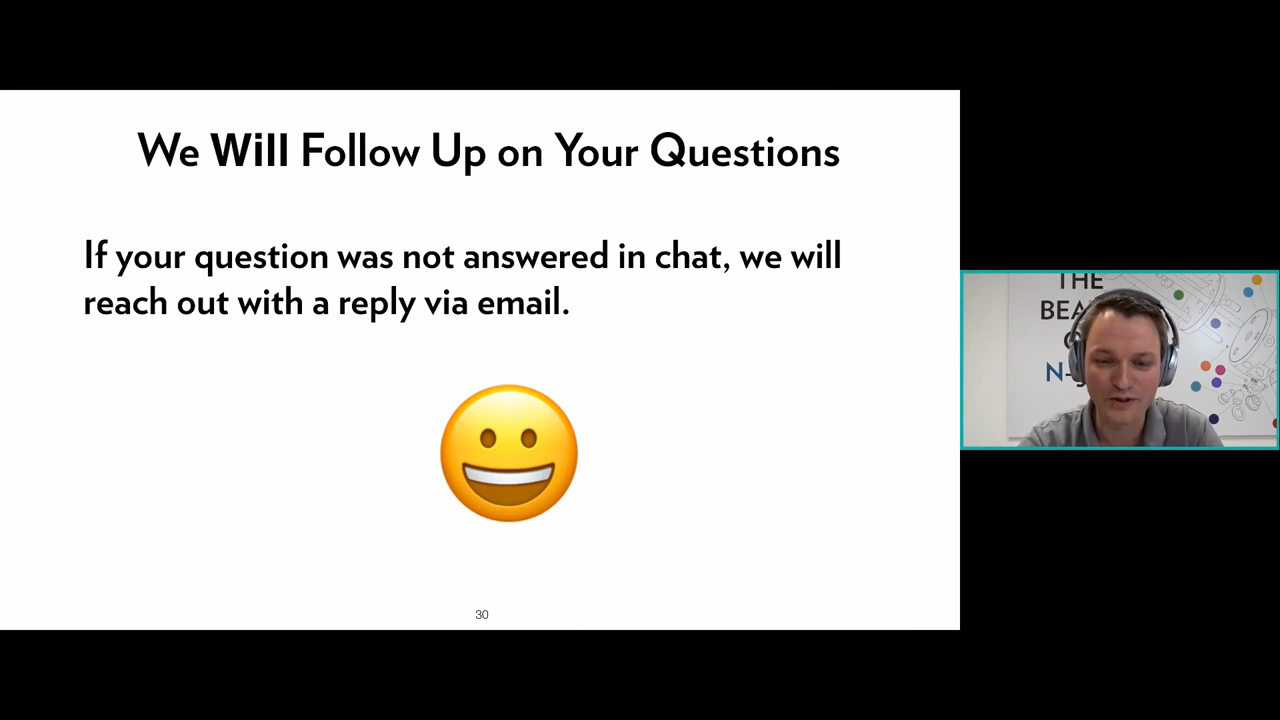 We Will Follow Up on Your Questions
If your question was not answered in chat, we will
reach out with a reply via email.
30
THE
N-